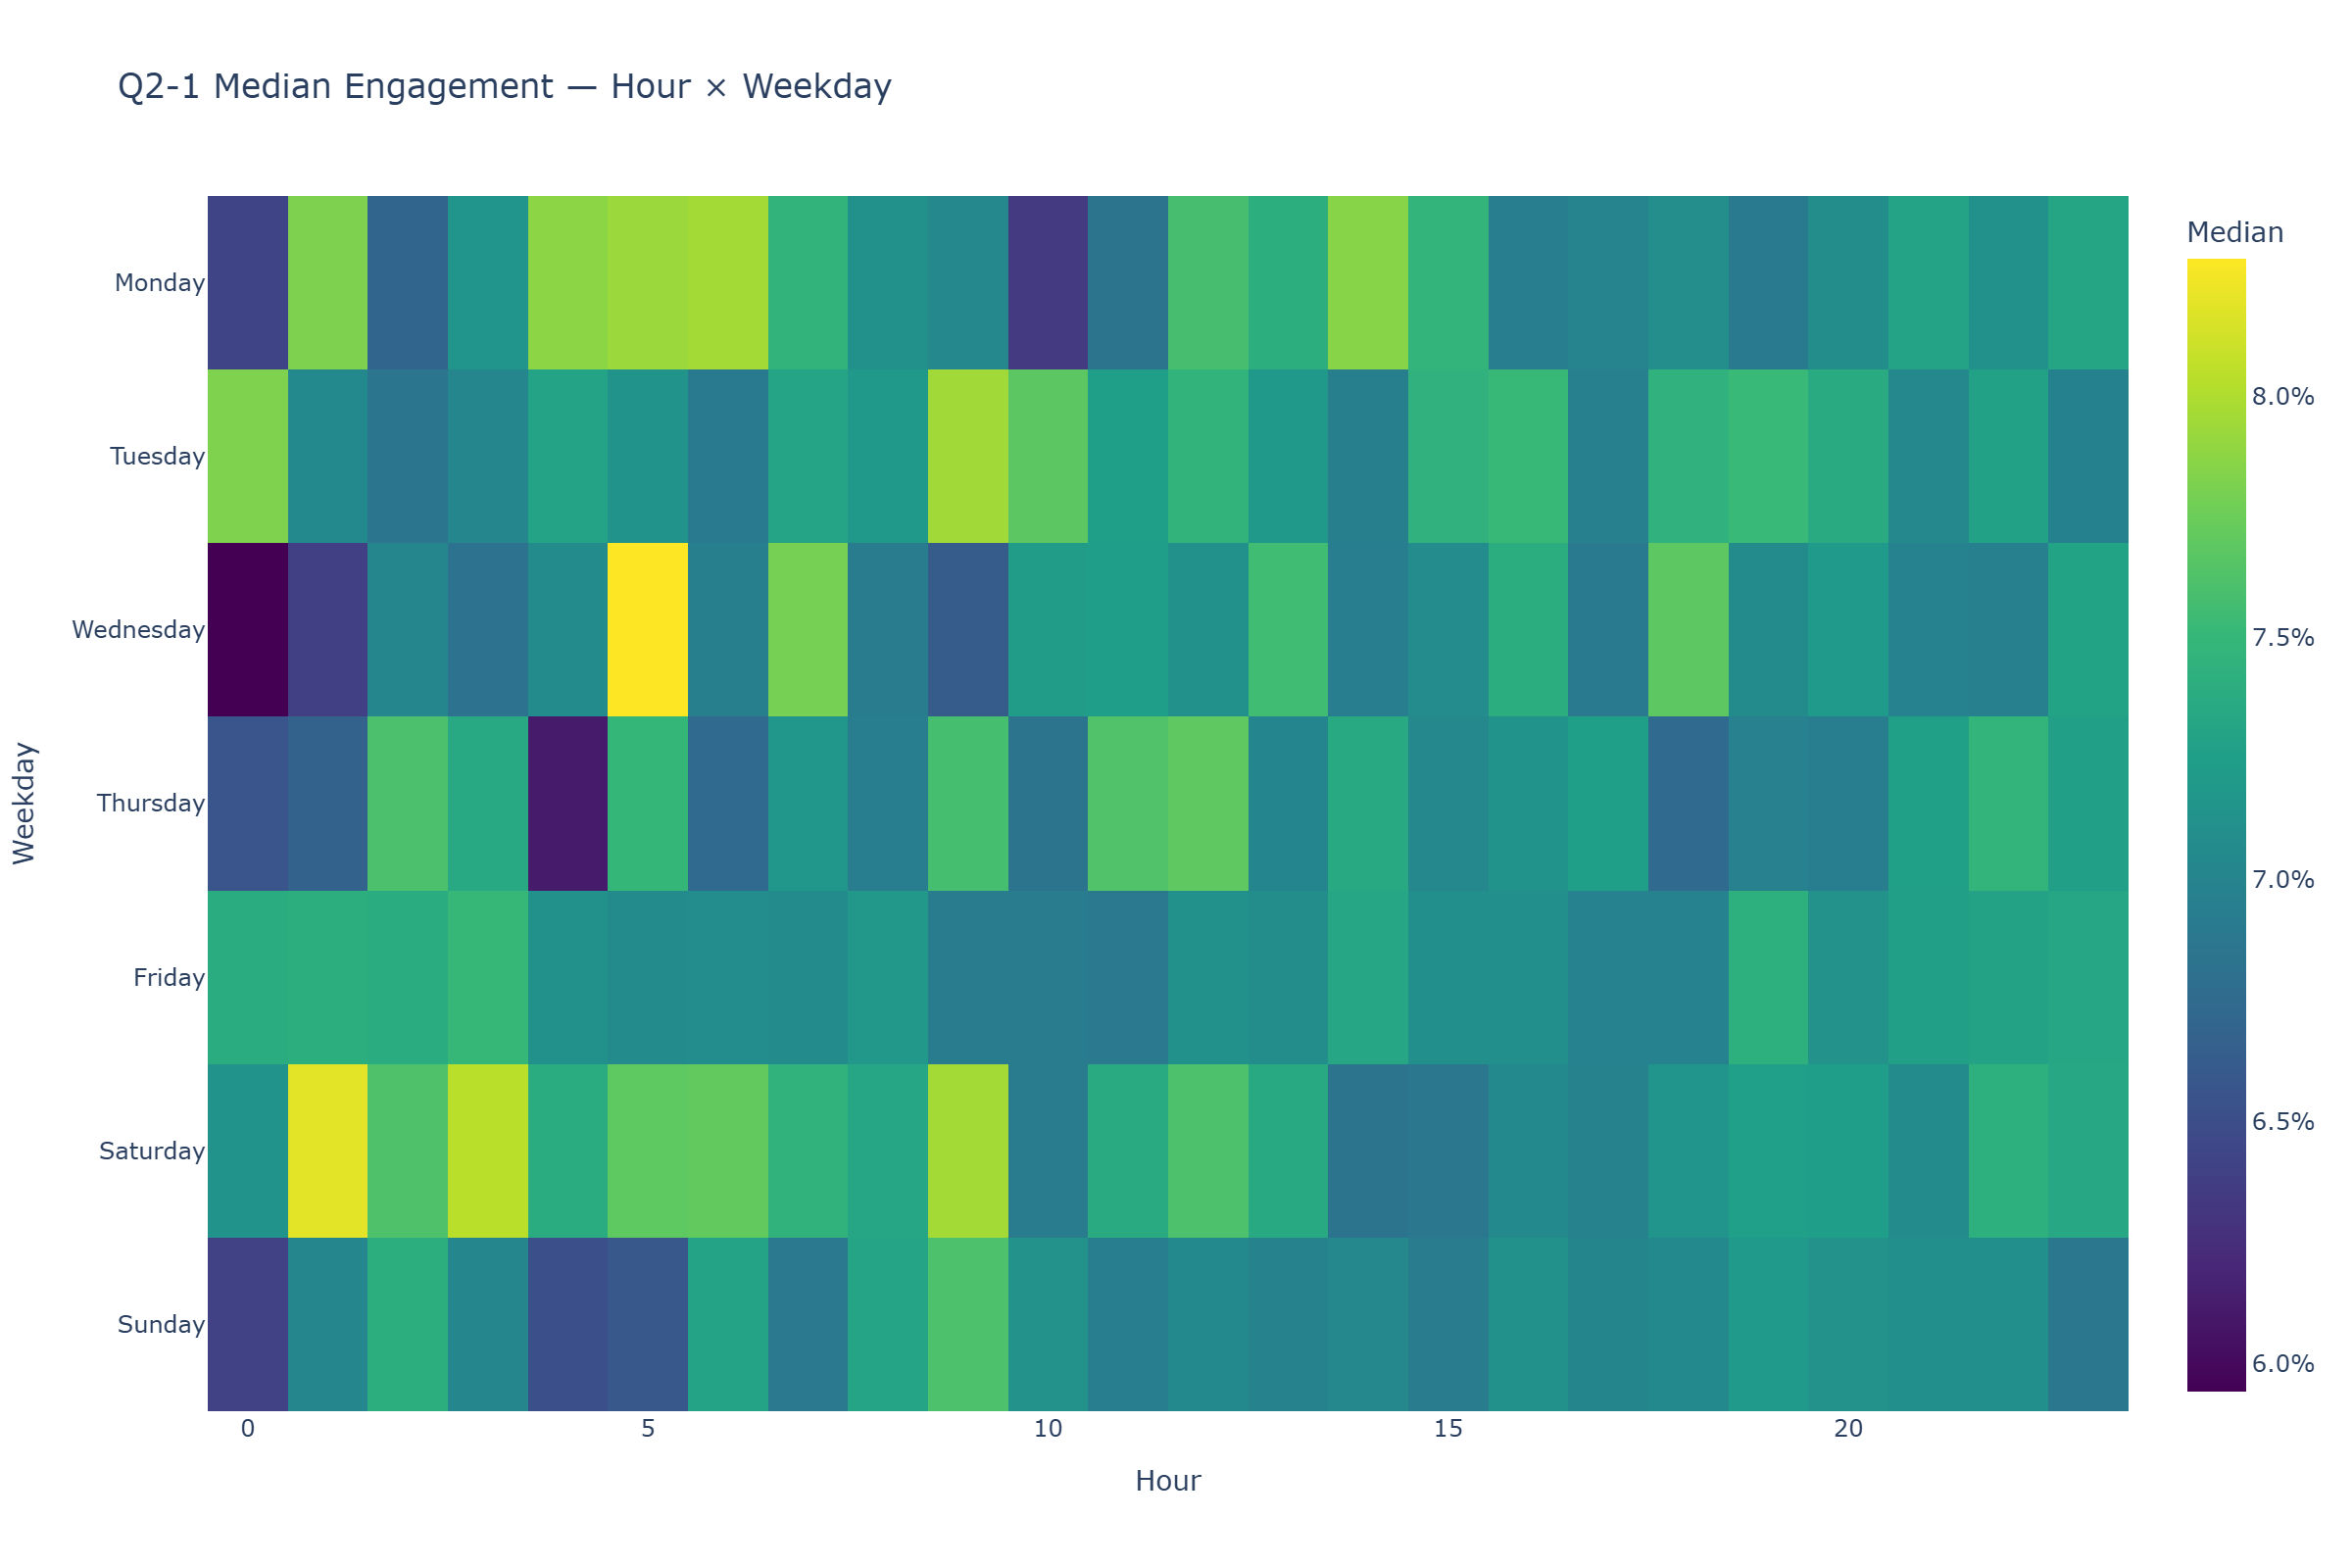 Q2-1 Median Engagement — Hour × Weekday
Median
8.0%
7.5%
7.0%
6.5%
6.0%
Weekday
Monday
Tuesday
Wednesday
Thursday
Friday
Saturday
Sunday
0 5 10 15 20
Hour